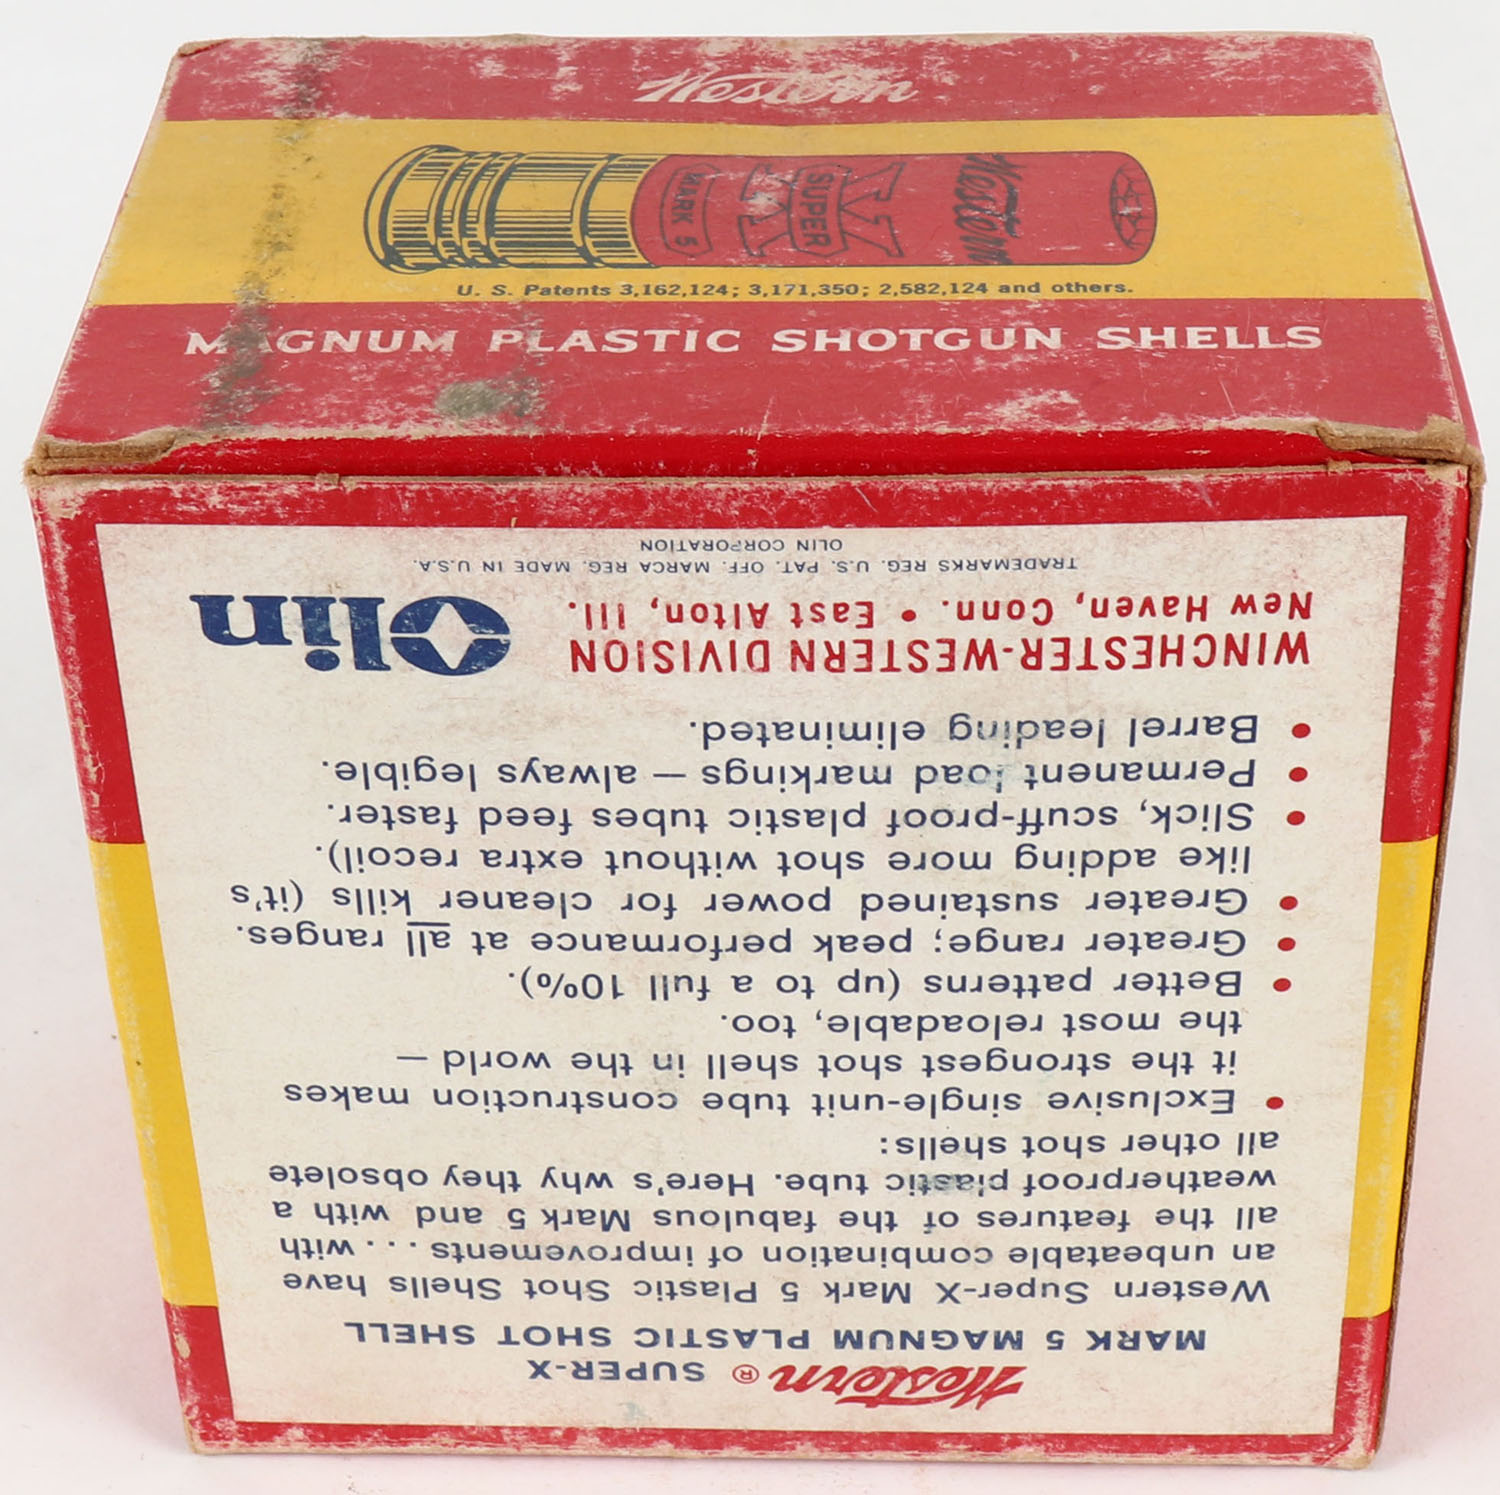 Western
Western
SUPER
X
MARK 5
U. S. Patents 3,162,124; 3,171,350; 2,582,124 and others.
MAGNUM PLASTIC SHOTGUN SHELLS
Western ® SUPER-X
MARK 5 MAGNUM PLASTIC SHOT SHELL
Western Super-X Mark 5 Plastic Shot Shells have
an unbeatable combination of improvements . . . with
all the features of the fabulous Mark 5 and with a
weatherproof plastic tube. Here's why they obsolete
all other shot shells:
• Exclusive single-unit tube construction makes
it the strongest shot shell in the world —
the most reloadable, too.
• Better patterns (up to a full 10%).
• Greater range; peak performance at all ranges.
• Greater sustained power for cleaner kills (it's
like adding more shot without extra recoil).
• Slick, scuff-proof plastic tubes feed faster.
• Permanent load markings — always legible.
• Barrel leading eliminated.
WINCHESTER-WESTERN DIVISION
New Haven, Conn. • East Alton, Ill.
Olin
TRADEMARKS REG. U.S. PAT. OFF. MARCA REG. MADE IN U.S.A.
OLIN CORPORATION